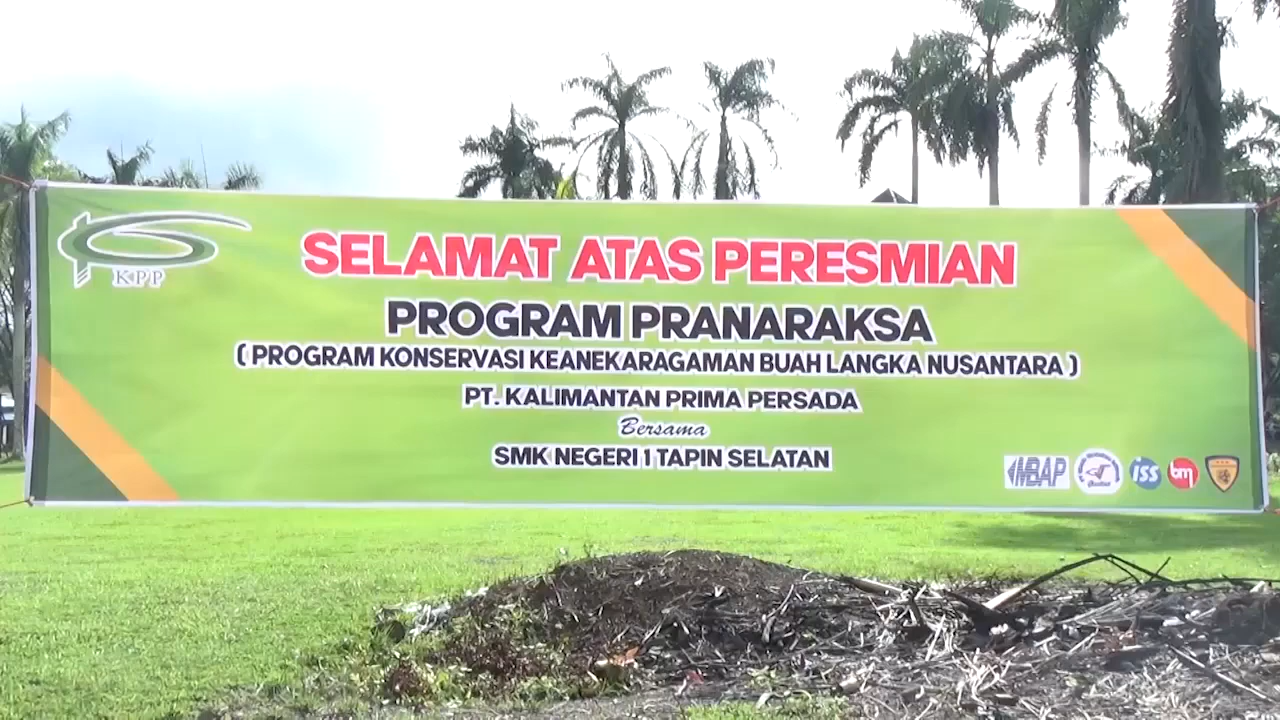 KPP
SELAMAT ATAS PERESMIAN
PROGRAM PRANARAKSA
( PROGRAM KONSERVASI KEANEKARAGAMAN BUAH LANGKA NUSANTARA )
PT. KALIMANTAN PRIMA PERSADA
Bersama
SMK NEGERI 1 TAPIN SELATAN
MBAP
iss
bm